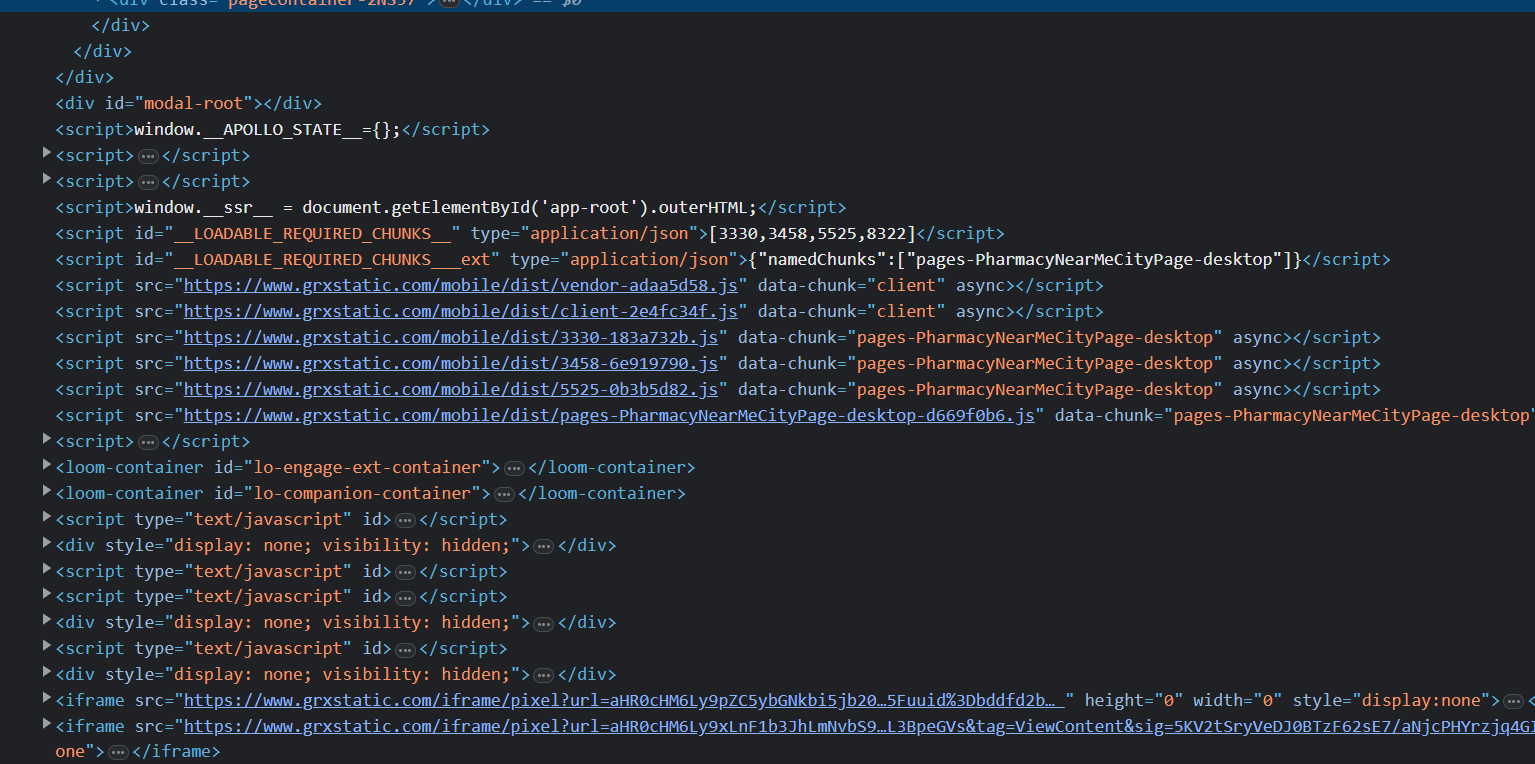 <div class="pageContainer-2NS57">…</div> == $0
</div>
</div>
</div>
<div id="modal-root"></div>
<script>window.__APOLLO_STATE__={};</script>
<script>…</script>
<script>…</script>
<script>window.__ssr__ = document.getElementById('app-root').outerHTML;</script>
<script id="__LOADABLE_REQUIRED_CHUNKS__" type="application/json">[3330,3458,5525,8322]</script>
<script id="__LOADABLE_REQUIRED_CHUNKS___ext" type="application/json">{"namedChunks":["pages-PharmacyNearMeCityPage-desktop"]}</script>
<script src="https://www.grxstatic.com/mobile/dist/vendor-adaa5d58.js" data-chunk="client" async></script>
<script src="https://www.grxstatic.com/mobile/dist/client-2e4fc34f.js" data-chunk="client" async></script>
<script src="https://www.grxstatic.com/mobile/dist/3330-183a732b.js" data-chunk="pages-PharmacyNearMeCityPage-desktop" async></script>
<script src="https://www.grxstatic.com/mobile/dist/3458-6e919790.js" data-chunk="pages-PharmacyNearMeCityPage-desktop" async></script>
<script src="https://www.grxstatic.com/mobile/dist/5525-0b3b5d82.js" data-chunk="pages-PharmacyNearMeCityPage-desktop" async></script>
<script src="https://www.grxstatic.com/mobile/dist/pages-PharmacyNearMeCityPage-desktop-d669f0b6.js" data-chunk="pages-PharmacyNearMeCityPage-desktop"
<script>…</script>
<loom-container id="lo-engage-ext-container">…</loom-container>
<loom-container id="lo-companion-container">…</loom-container>
<script type="text/javascript" id>…</script>
<div style="display: none; visibility: hidden;">…</div>
<script type="text/javascript" id>…</script>
<script type="text/javascript" id>…</script>
<div style="display: none; visibility: hidden;">…</div>
<script type="text/javascript" id>…</script>
<div style="display: none; visibility: hidden;">…</div>
<iframe src="https://www.grxstatic.com/iframe/pixel?url=aHR0cHM6Ly9pZC5ybGNkbi5jb20…5Fuuid%3Dbddfd2b…_" height="0" width="0" style="display:none">…<
<iframe src="https://www.grxstatic.com/iframe/pixel?url=aHR0cHM6Ly9xLnF1b3JhLmNvbS9…L3BpeGVs&tag=ViewContent&sig=5KV2tSryVeDJ0BTzF62sE7/aNjcPHYrzjq4GI
one">…</iframe>